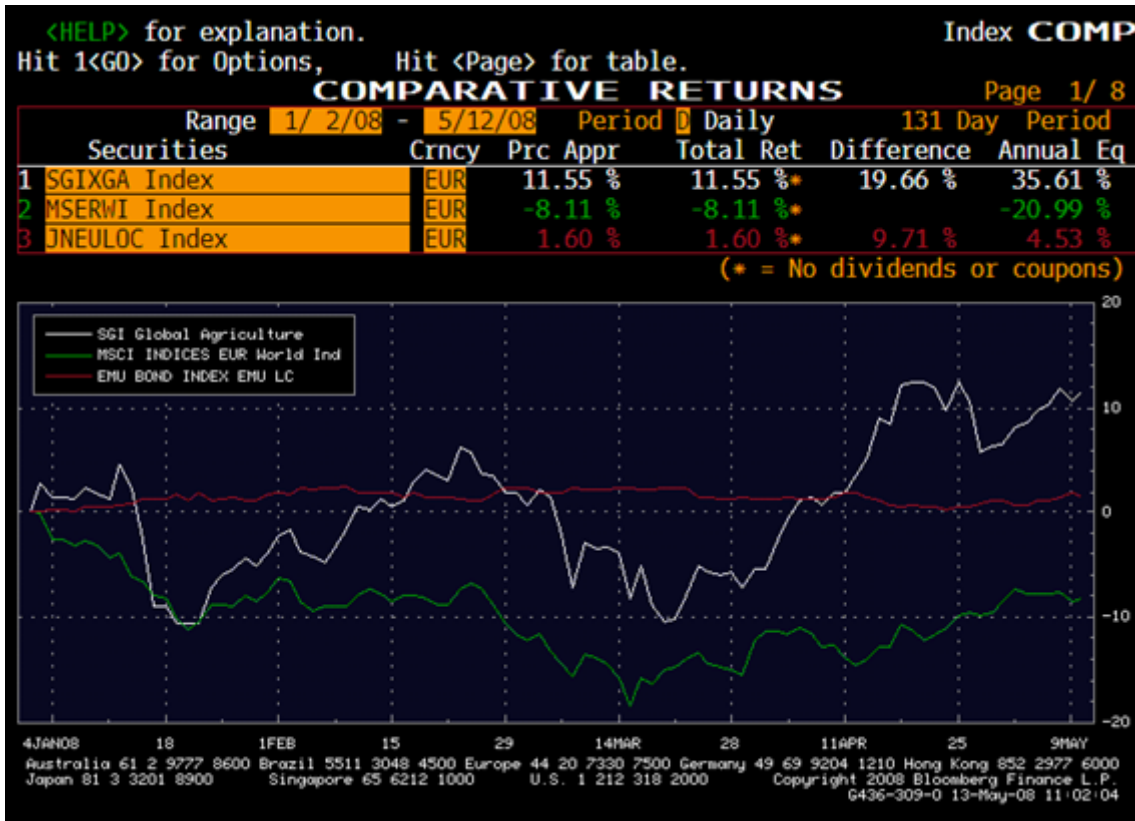 <HELP> for explanation. Index COMP
Hit 1<GO> for Options, Hit <Page> for table.
COMPARATIVE RETURNS Page 1/ 8
Range 1/ 2/08 - 5/12/08 Period D Daily 131 Day Period
Securities Crncy Prc Appr Total Ret Difference Annual Eq
1 SGIXGA Index EUR 11.55 % 11.55 %* 19.66 % 35.61 %
2 MSERWI Index EUR -8.11 % -8.11 %* -20.99 %
3 JNEULOC Index EUR 1.60 % 1.60 %* 9.71 % 4.53 %
(* = No dividends or coupons)
20
SGI Global Agriculture
MSCI INDICES EUR World Ind
EMU BOND INDEX EMU LC
10
0
-10
-20
4JAN08 18 1FEB 15 29 14MAR 28 11APR 25 9MAY
Australia 61 2 9777 8600 Brazil 5511 3048 4500 Europe 44 20 7330 7500 Germany 49 69 9204 1210 Hong Kong 852 2977 6000
Japan 81 3 3201 8900 Singapore 65 6212 1000 U.S. 1 212 318 2000 Copyright 2008 Bloomberg Finance L.P.
G436-309-0 13-May-08 11:02:04